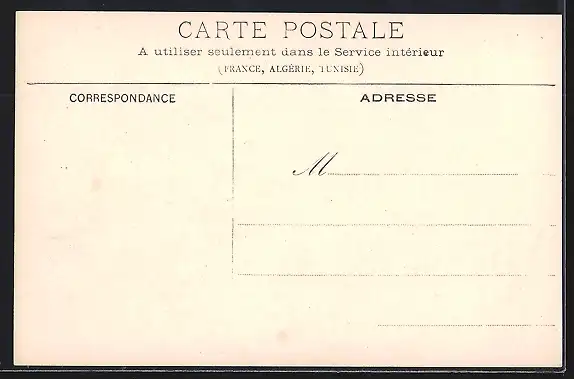 CARTE POSTALE
A utiliser seulement dans le Service intérieur
(FRANCE, ALGÉRIE, TUNISIE)
CORRESPONDANCE
ADRESSE
M